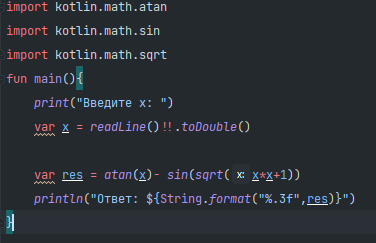 import kotlin.math.atan
import kotlin.math.sin
import kotlin.math.sqrt
fun main(){
    print("Введите x: ")
    var x = readLine()!!.toDouble()
    var res = atan(x)- sin(sqrt( x: x*x+1))
    println("Ответ: ${String.format("%.3f",res)}")
}